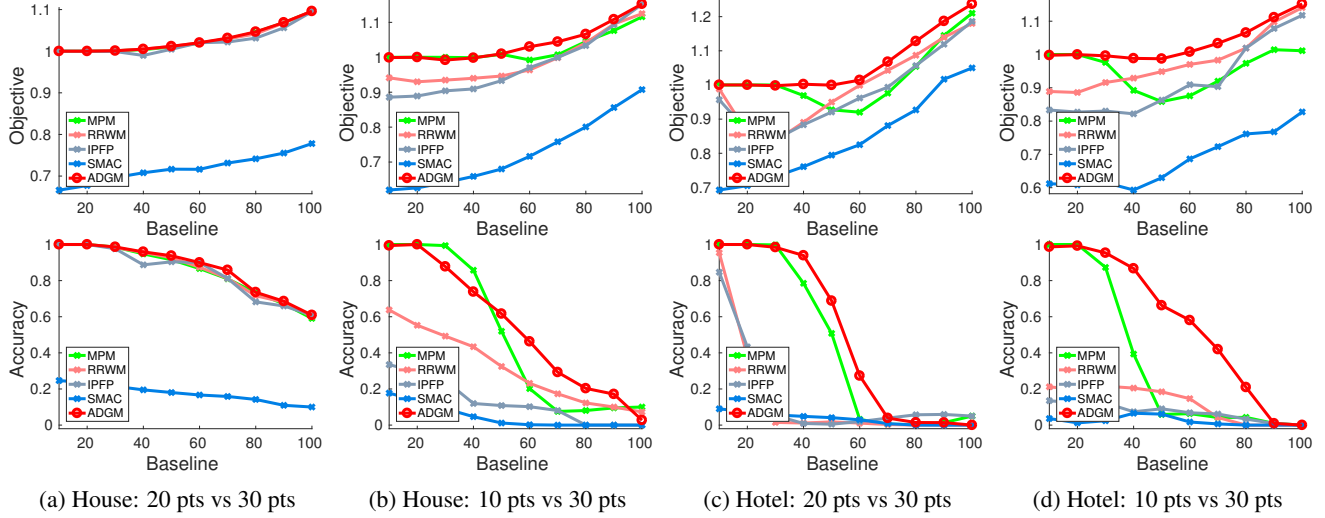 1.1
1
0.9
0.8
0.7
Objective
MPM
RRWM
IPFP
SMAC
ADGM
20 40 60 80 100
Baseline
1.1
1
0.9
0.8
0.7
Objective
MPM
RRWM
IPFP
SMAC
ADGM
20 40 60 80 100
Baseline
1.2
1.1
1
0.9
0.8
0.7
Objective
MPM
RRWM
IPFP
SMAC
ADGM
20 40 60 80 100
Baseline
1.1
1
0.9
0.8
0.7
0.6
Objective
MPM
RRWM
IPFP
SMAC
ADGM
20 40 60 80 100
Baseline
1
0.8
0.6
0.4
0.2
0
Accuracy
MPM
RRWM
IPFP
SMAC
ADGM
20 40 60 80 100
Baseline
1
0.8
0.6
0.4
0.2
0
Accuracy
MPM
RRWM
IPFP
SMAC
ADGM
20 40 60 80 100
Baseline
1
0.8
0.6
0.4
0.2
0
Accuracy
MPM
RRWM
IPFP
SMAC
ADGM
20 40 60 80 100
Baseline
1
0.8
0.6
0.4
0.2
0
Accuracy
MPM
RRWM
IPFP
SMAC
ADGM
20 40 60 80 100
Baseline
(a) House: 20 pts vs 30 pts
(b) House: 10 pts vs 30 pts
(c) Hotel: 20 pts vs 30 pts
(d) Hotel: 10 pts vs 30 pts